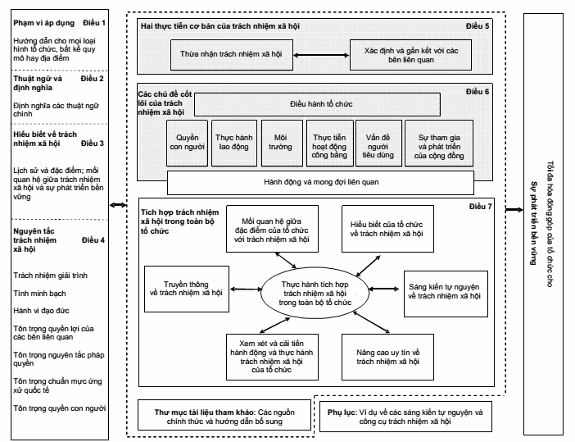 Phạm vi áp dụng Điều 1
Hướng dẫn cho mọi loại
hình tổ chức, bất kể quy
mô hay địa điểm
Thuật ngữ và Điều 2
định nghĩa
Định nghĩa các thuật ngữ
chính
Hiểu biết về trách
nhiệm xã hội Điều 3
Lịch sử và đặc điểm; mối
quan hệ giữa trách nhiệm
xã hội và sự phát triển bền
vững
Nguyên tắc
trách nhiệm Điều 4
xã hội
Trách nhiệm giải trình
Tính minh bạch
Hành vi đạo đức
Tôn trọng quyền lợi của
các bên liên quan
Tôn trọng nguyên tắc pháp
quyền
Tôn trọng chuẩn mực ứng
xử quốc tế
Tôn trọng quyền con người
Hai thực tiễn cơ bản của trách nhiệm xã hội Điều 5
Thừa nhận trách nhiệm xã hội
Xác định và gắn kết với các
bên liên quan
Các chủ đề cốt
lõi của trách
nhiệm xã hội
Điều 6
Điều hành tổ chức
Quyền
con người
Thực hành
lao động
Môi
trường
Thực tiễn
hoạt động
công bằng
Vấn đề
người
tiêu dùng
Sự tham gia
và phát triển
của cộng đồng
Hành động và mong đợi liên quan
Tích hợp trách nhiệm
xã hội trong toàn bộ
tổ chức
Điều 7
Mối quan hệ giữa
đặc điểm của tổ chức
với trách nhiệm xã hội
Hiểu biết của tổ chức
về trách nhiệm xã hội
Truyền thông
về trách nhiệm xã hội
Thực hành tích hợp
trách nhiệm xã hội
trong toàn bộ tổ chức
Sáng kiến tự nguyện
về trách nhiệm xã hội
Xem xét và cải tiến
hành động và thực hành
trách nhiệm xã hội
của tổ chức
Nâng cao uy tín về
trách nhiệm xã hội
Thư mục tài liệu tham khảo: Các nguồn
chính thức và hướng dẫn bổ sung
Phụ lục: Ví dụ về các sáng kiến tự nguyện và
công cụ trách nhiệm xã hội
Tối đa hóa đóng góp của tổ chức cho
Sự phát triển bền vững